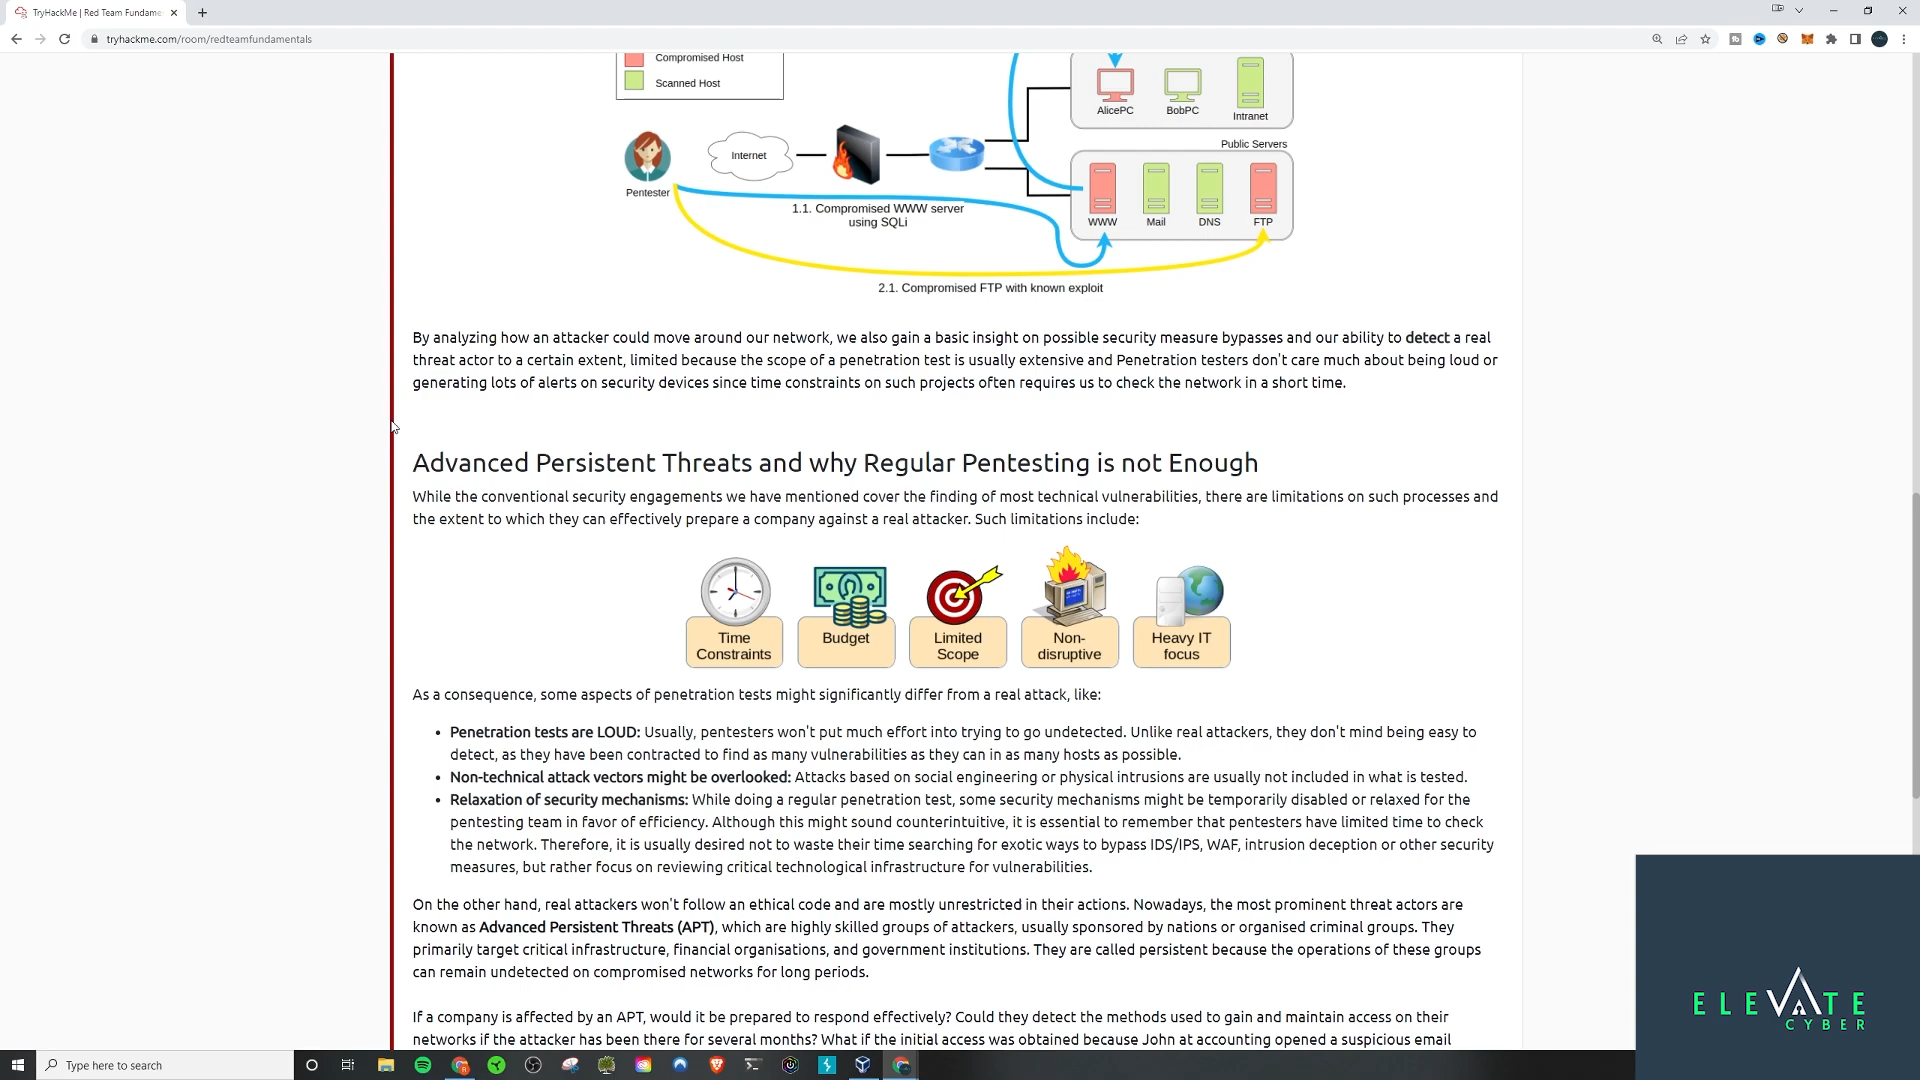 TryHackMe | Red Team Fundame
tryhackme.com/room/redteamfundamentals
Compromised Host
Scanned Host
AlicePC
BobPC
Intranet
Public Servers
Internet
Pentester
1.1. Compromised WWW server
using SQLi
WWW
Mail
DNS
FTP
2.1. Compromised FTP with known exploit
By analyzing how an attacker could move around our network, we also gain a basic insight on possible security measure bypasses and our ability to detect a real
threat actor to a certain extent, limited because the scope of a penetration test is usually extensive and Penetration testers don't care much about being loud or
generating lots of alerts on security devices since time constraints on such projects often requires us to check the network in a short time.
Advanced Persistent Threats and why Regular Pentesting is not Enough
While the conventional security engagements we have mentioned cover the finding of most technical vulnerabilities, there are limitations on such processes and
the extent to which they can effectively prepare a company against a real attacker. Such limitations include:
Time
Constraints
Budget
Limited
Scope
Non-
disruptive
Heavy IT
focus
As a consequence, some aspects of penetration tests might significantly differ from a real attack, like:
• Penetration tests are LOUD: Usually, pentesters won't put much effort into trying to go undetected. Unlike real attackers, they don't mind being easy to
detect, as they have been contracted to find as many vulnerabilities as they can in as many hosts as possible.
• Non-technical attack vectors might be overlooked: Attacks based on social engineering or physical intrusions are usually not included in what is tested.
• Relaxation of security mechanisms: While doing a regular penetration test, some security mechanisms might be temporarily disabled or relaxed for the
pentesting team in favor of efficiency. Although this might sound counterintuitive, it is essential to remember that pentesters have limited time to check
the network. Therefore, it is usually desired not to waste their time searching for exotic ways to bypass IDS/IPS, WAF, intrusion deception or other security
measures, but rather focus on reviewing critical technological infrastructure for vulnerabilities.
On the other hand, real attackers won't follow an ethical code and are mostly unrestricted in their actions. Nowadays, the most prominent threat actors are
known as Advanced Persistent Threats (APT), which are highly skilled groups of attackers, usually sponsored by nations or organised criminal groups. They
primarily target critical infrastructure, financial organisations, and government institutions. They are called persistent because the operations of these groups
can remain undetected on compromised networks for long periods.
If a company is affected by an APT, would it be prepared to respond effectively? Could they detect the methods used to gain and maintain access on their
networks if the attacker has been there for several months? What if the initial access was obtained because John at accounting opened a suspicious email
ELEVATE
CYBER
Type here to search